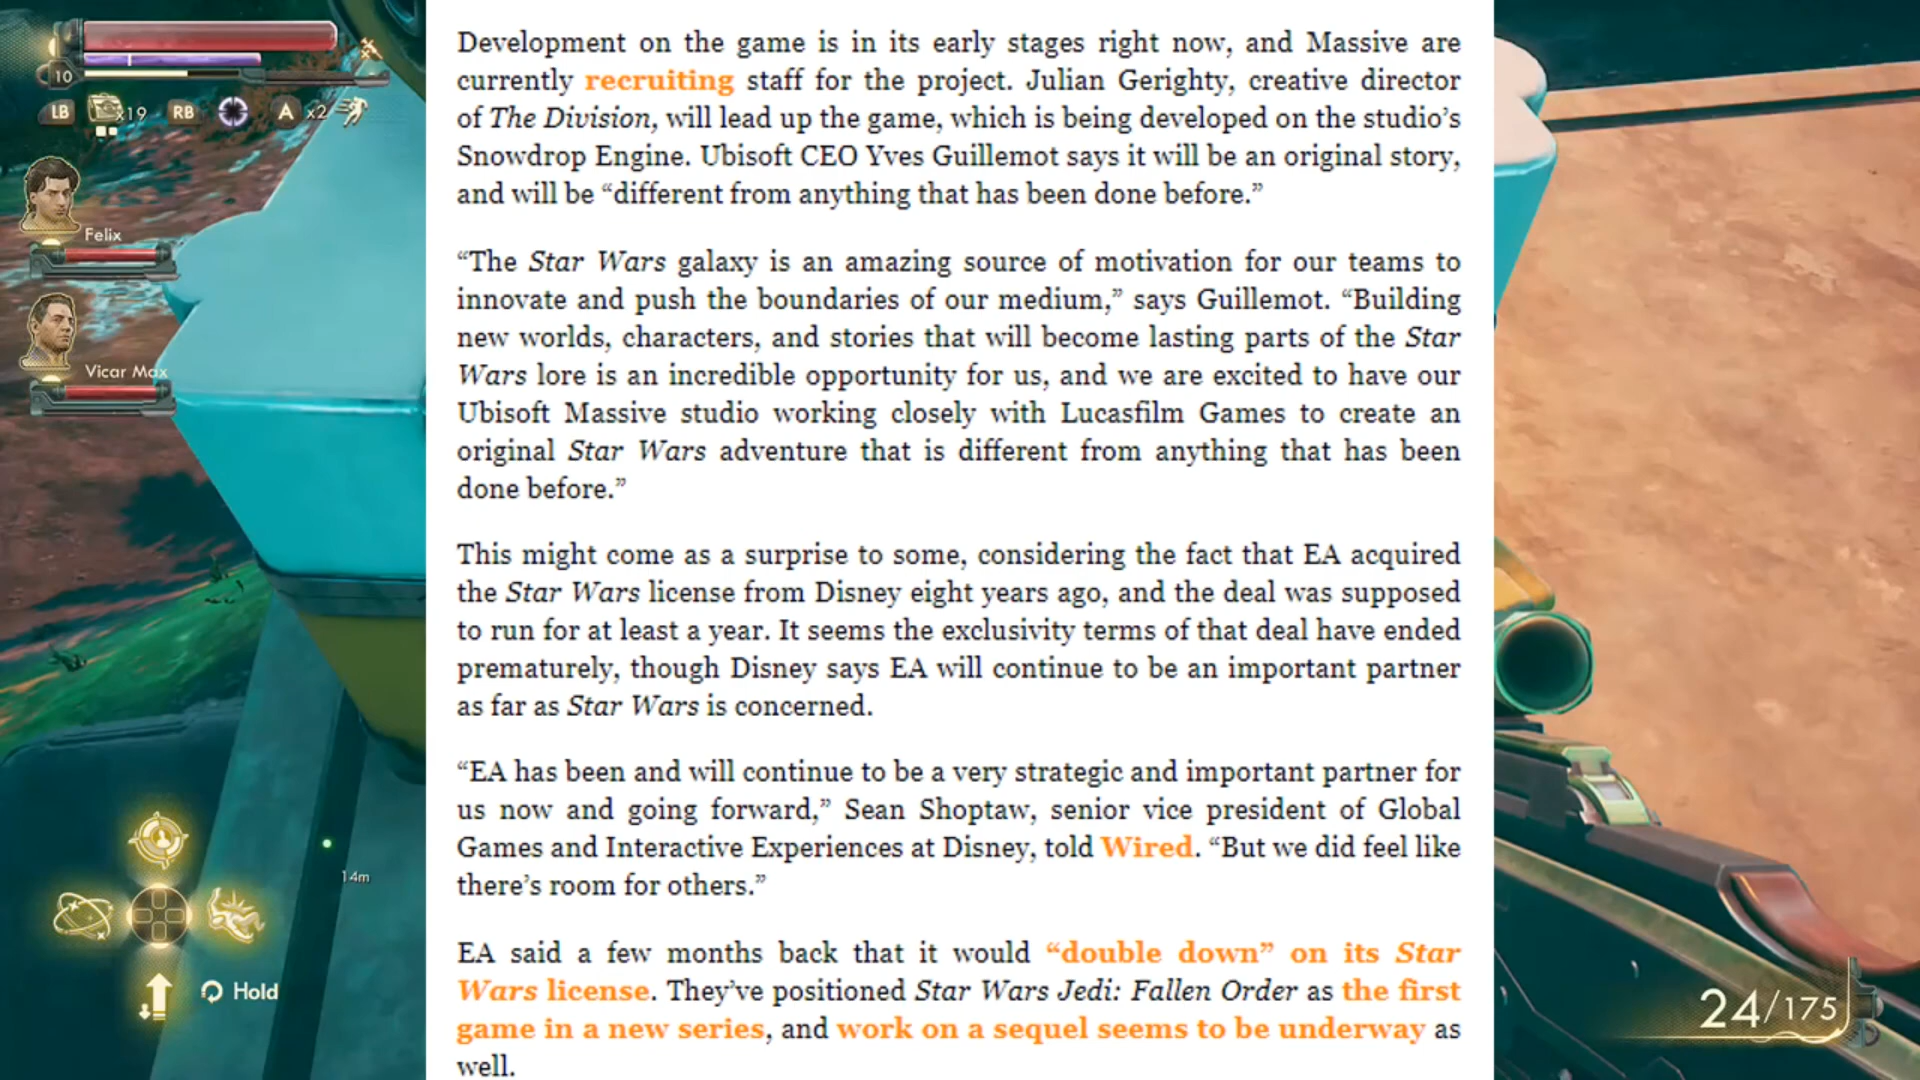 10
LB x19 RB A x2
Felix
Vicar Max
14m
Hold
Development on the game is in its early stages right now, and Massive are
currently recruiting staff for the project. Julian Gerighty, creative director
of The Division, will lead up the game, which is being developed on the studio’s
Snowdrop Engine. Ubisoft CEO Yves Guillemot says it will be an original story,
and will be “different from anything that has been done before.”
“The Star Wars galaxy is an amazing source of motivation for our teams to
innovate and push the boundaries of our medium,” says Guillemot. “Building
new worlds, characters, and stories that will become lasting parts of the Star
Wars lore is an incredible opportunity for us, and we are excited to have our
Ubisoft Massive studio working closely with Lucasfilm Games to create an
original Star Wars adventure that is different from anything that has been
done before.”
This might come as a surprise to some, considering the fact that EA acquired
the Star Wars license from Disney eight years ago, and the deal was supposed
to run for at least a year. It seems the exclusivity terms of that deal have ended
prematurely, though Disney says EA will continue to be an important partner
as far as Star Wars is concerned.
“EA has been and will continue to be a very strategic and important partner for
us now and going forward,” Sean Shoptaw, senior vice president of Global
Games and Interactive Experiences at Disney, told Wired. “But we did feel like
there’s room for others.”
EA said a few months back that it would “double down” on its Star
Wars license. They’ve positioned Star Wars Jedi: Fallen Order as the first
game in a new series, and work on a sequel seems to be underway as
well.
24/175